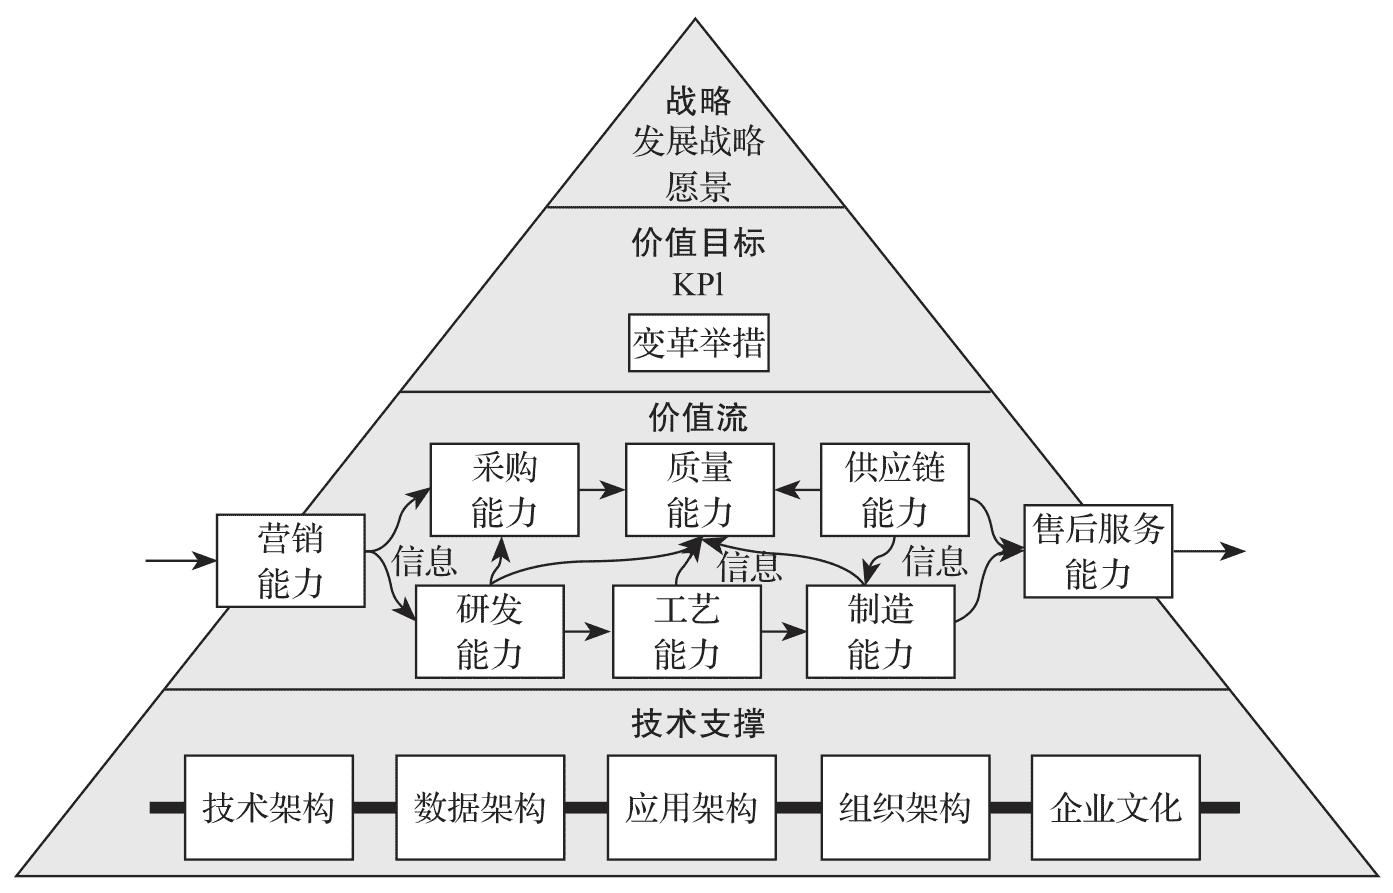 战略
发展战略
愿景
价值目标
KPl
变革举措
价值流
采购
能力
质量
能力
供应链
能力
营销
能力
信息
信息
信息
售后服务
能力
研发
能力
工艺
能力
制造
能力
技术支撑
技术架构
数据架构
应用架构
组织架构
企业文化